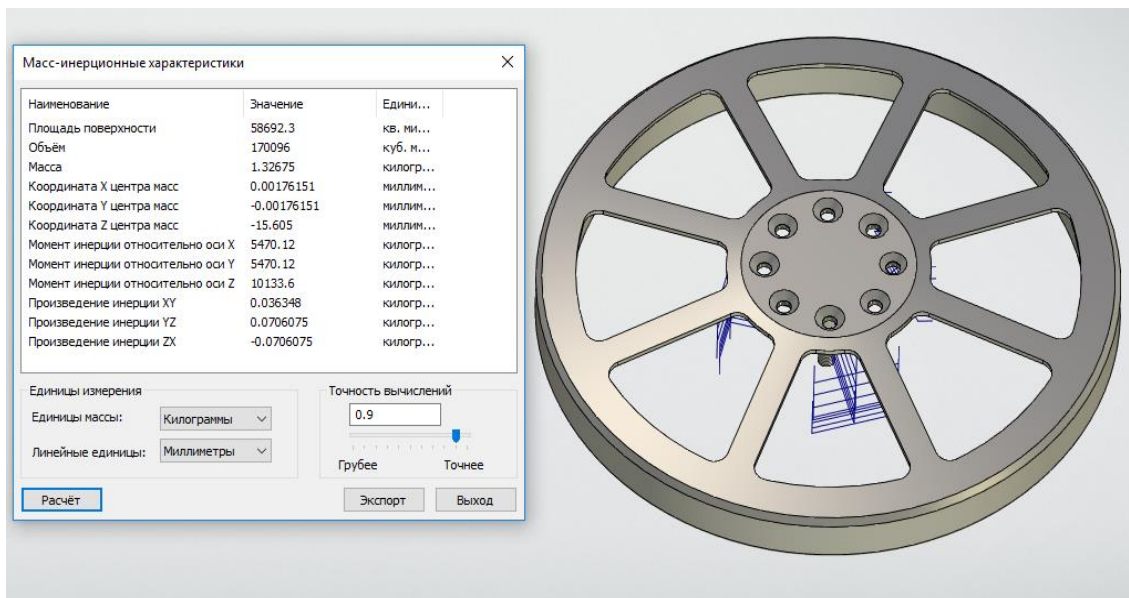 Масс-инерционные характеристики
Наименование Значение Едини...
Площадь поверхности 58692.3 кв. ми...
Объём 170096 куб. м...
Масса 1.32675 килогр...
Координата X центра масс 0.00176151 миллим...
Координата Y центра масс -0.00176151 миллим...
Координата Z центра масс -15.605 миллим...
Момент инерции относительно оси X 5470.12 килогр...
Момент инерции относительно оси Y 5470.12 килогр...
Момент инерции относительно оси Z 10133.6 килогр...
Произведение инерции XY 0.036348 килогр...
Произведение инерции YZ 0.0706075 килогр...
Произведение инерции ZX -0.0706075 килогр...
Единицы измерения Точность вычислений
Единицы массы: Килограммы 0.9
Линейные единицы: Миллиметры
Грубее Точнее
Расчёт Экспорт Выход